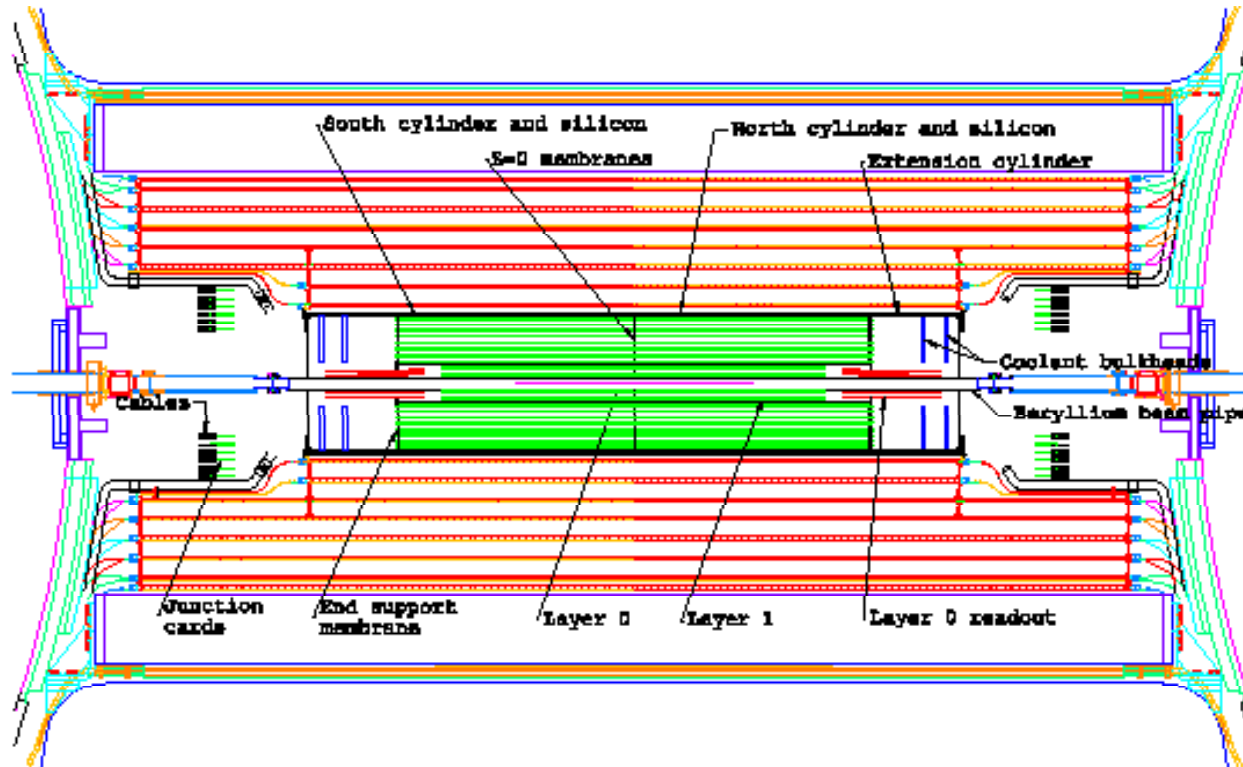 South cylinder and silicon
North cylinder and silicon
Z=0 membranes
Extension cylinder
Coolant bulkheads
Cables
Beryllium beam pipe
Junction
cards
End support
membrane
Layer 0
Layer 1
Layer 0 readout